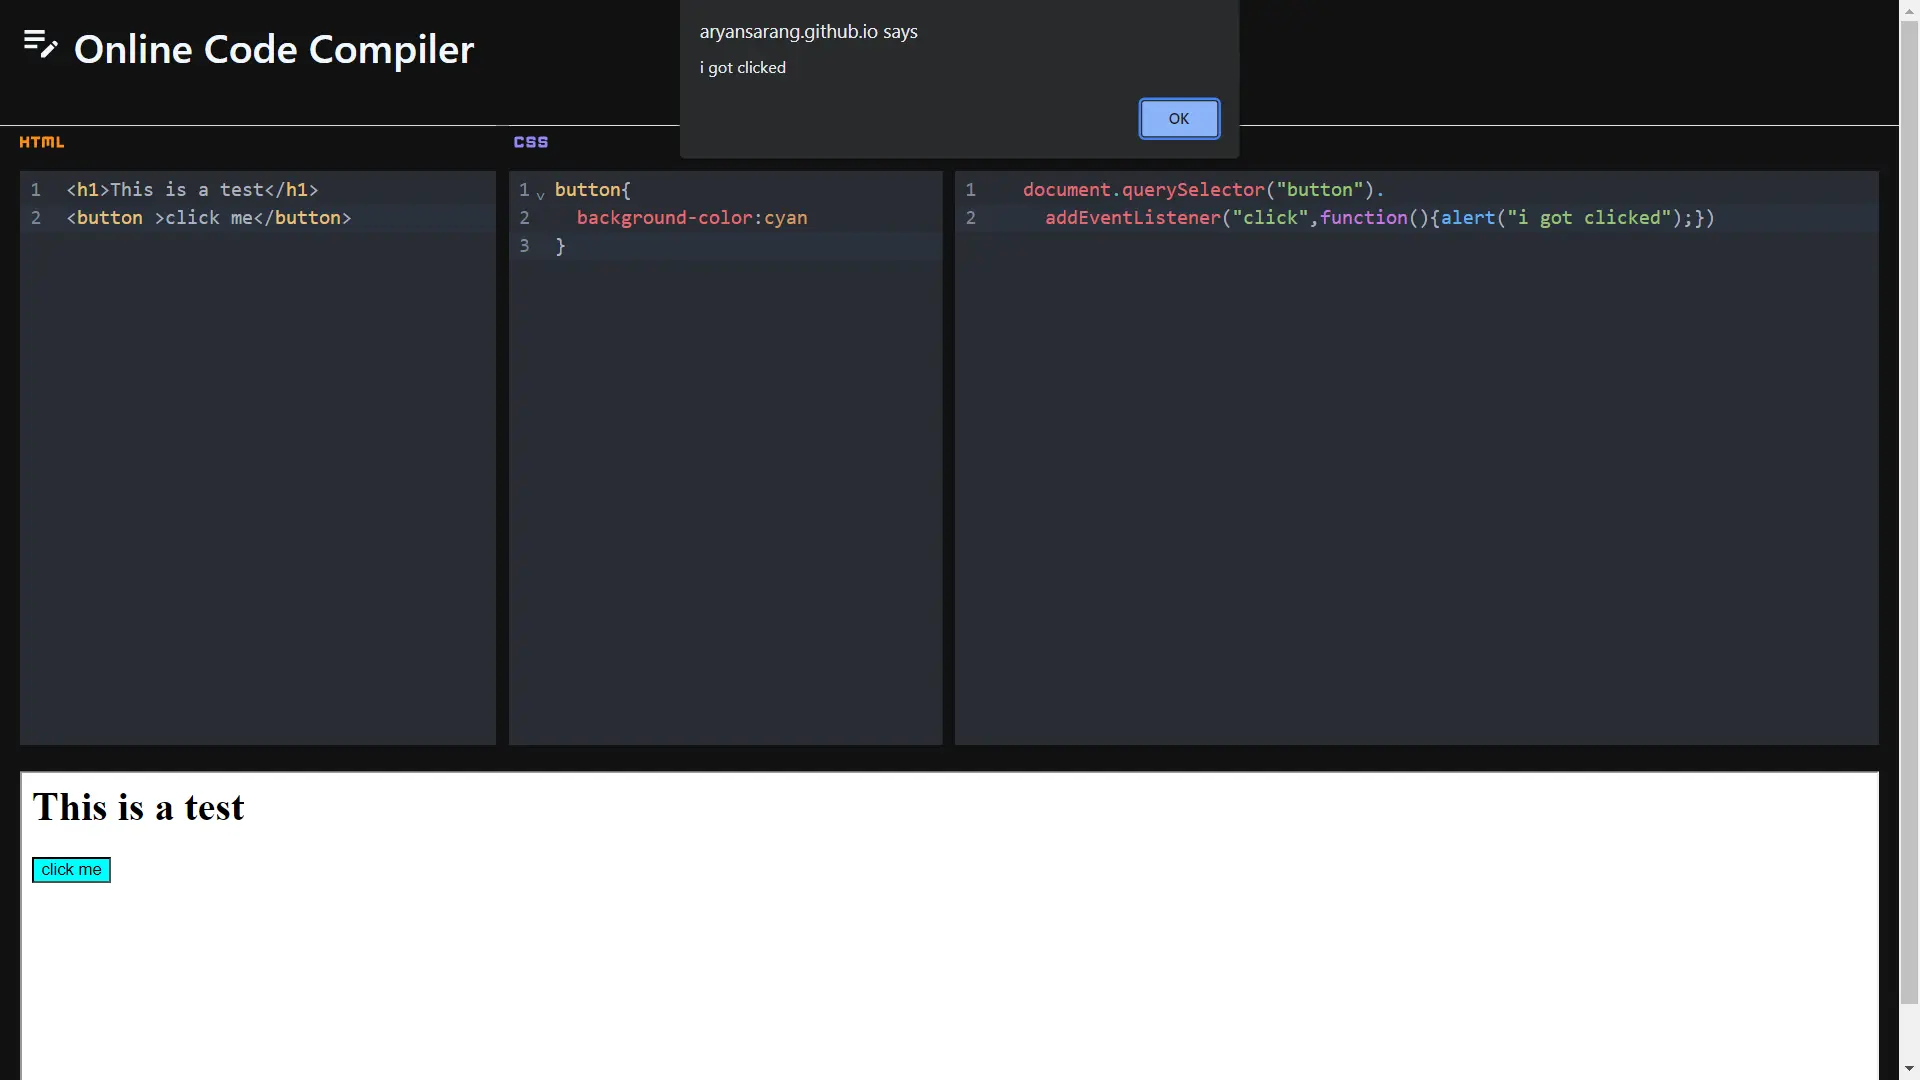 Online Code Compiler
aryansarang.github.io says
i got clicked
OK
HTML
CSS
1 <h1>This is a test</h1>
2 <button >click me</button>
1 button{
2 background-color:cyan
3 }
1 document.querySelector("button").
2 addEventListener("click",function(){alert("i got clicked");})
This is a test
click me